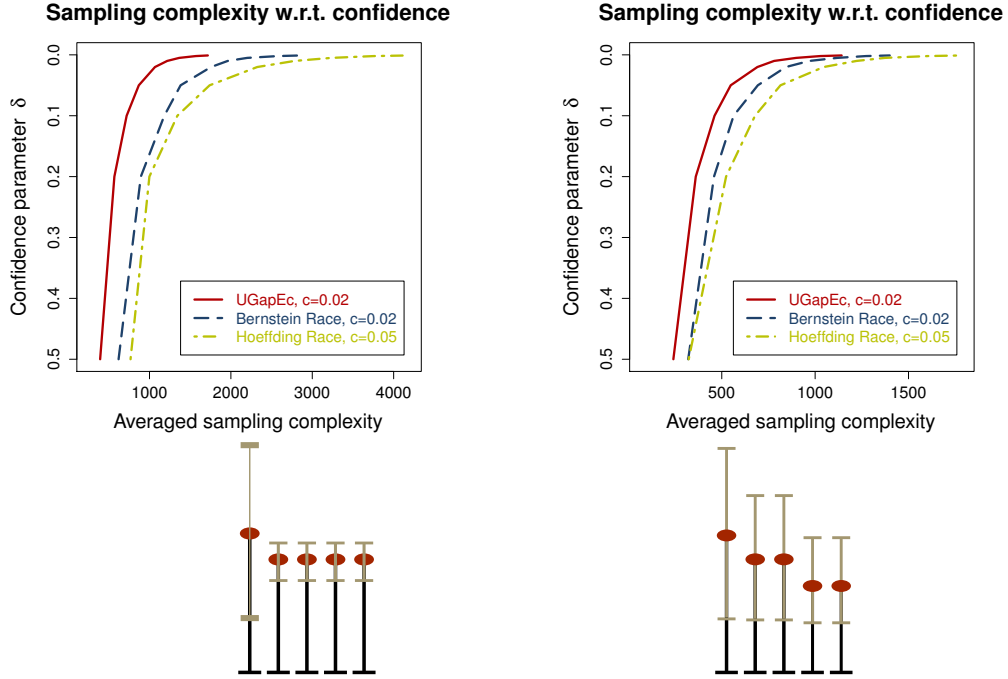 Sampling complexity w.r.t. confidence
Confidence parameter δ
0.0
0.1
0.2
0.3
0.4
0.5
UGapEc, c=0.02
Bernstein Race, c=0.02
Hoeffding Race, c=0.05
1000 2000 3000 4000
Averaged sampling complexity
Sampling complexity w.r.t. confidence
Confidence parameter δ
0.0
0.1
0.2
0.3
0.4
0.5
UGapEc, c=0.02
Bernstein Race, c=0.02
Hoeffding Race, c=0.05
500 1000 1500
Averaged sampling complexity